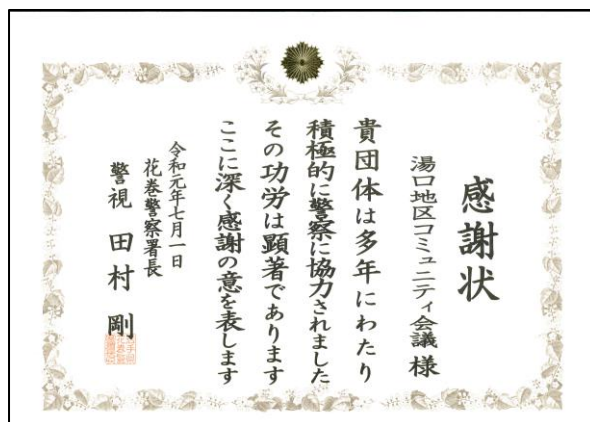 感謝状
湯口地区コミュニティ会議 様
貴団体は多年にわたり
積極的に警察に協力されました
その功労は顕著であります
ここに深く感謝の意を表します
令和元年七月一日
花巻警察署長
警視 田村 剛